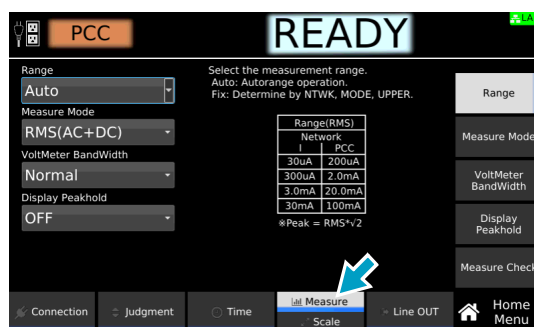 PCC
READY
LA
Range
Auto
Measure Mode
RMS(AC+DC)
VoltMeter BandWidth
Normal
Display Peakhold
OFF
Select the measurement range.
Auto: Autorange operation.
Fix: Determine by NTWK, MODE, UPPER.
Range(RMS)
Network
I PCC
30uA 200uA
300uA 2.0mA
3.0mA 20.0mA
30mA 100mA
※Peak = RMS*√2
Range
Measure Mode
VoltMeter
BandWidth
Display
Peakhold
Measure Check
Connection
Judgment
Time
Measure
Scale
Line OUT
Home
Menu